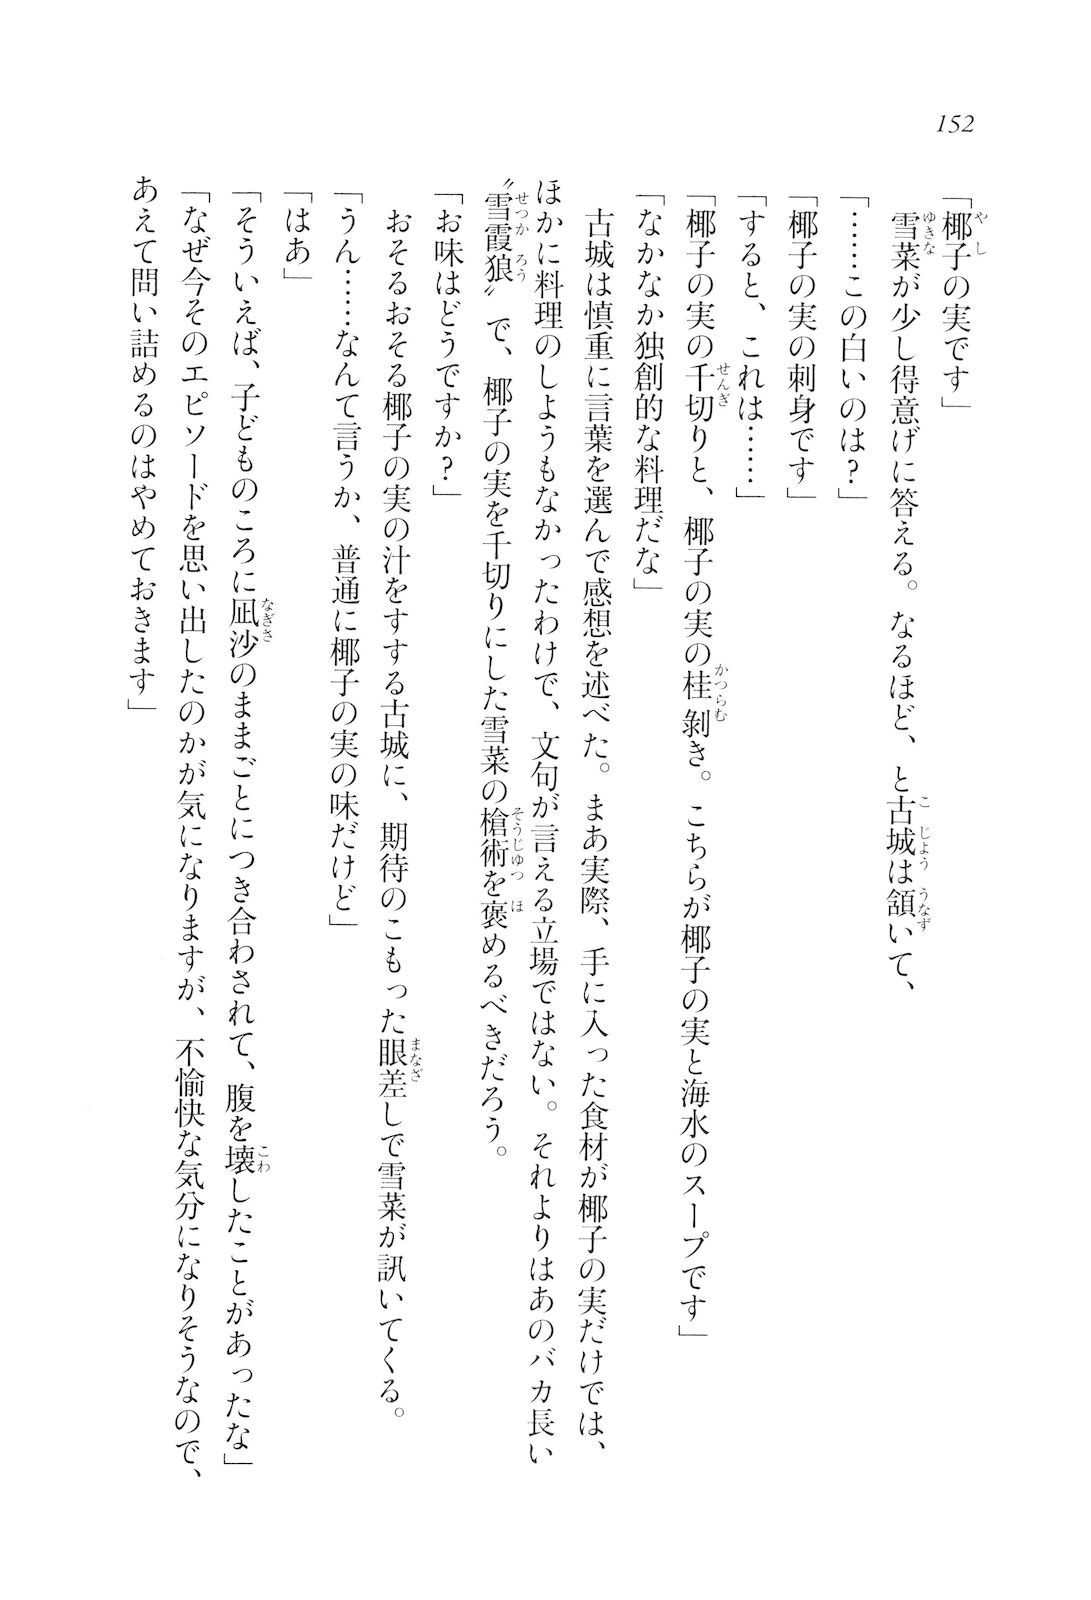 152
「椰子の実です」
雪菜が少し得意げに答える。なるほど、と古城は頷いて、
「……この白いのは?」
「椰子の実の刺身です」
「すると、これは……」
「椰子の実の千切りと、椰子の実の桂剝き。こちらが椰子の実と海水のスープです」
「なかなか独創的な料理だな」
古城は慎重に言葉を選んで感想を述べた。まあ実際、手に入った食材が椰子の実だけでは、
ほかに料理のしようもなかったわけで、文句が言える立場ではない。それよりはあのバカ長い
〝雪霞狼〟で、椰子の実を千切りにした雪菜の槍術を褒めるべきだろう。
「お味はどうですか?」
おそるおそる椰子の実の汁をすする古城に、期待のこもった眼差しで雪菜が訊いてくる。
「うん……なんて言うか、普通に椰子の実の味だけど」
「はあ」
「そういえば、子どものころに凪沙のままごとにつき合わされて、腹を壊したことがあったな」
「なぜ今そのエピソードを思い出したのかが気になりますが、不愉快な気分になりそうなので、
あえて問い詰めるのはやめておきます」